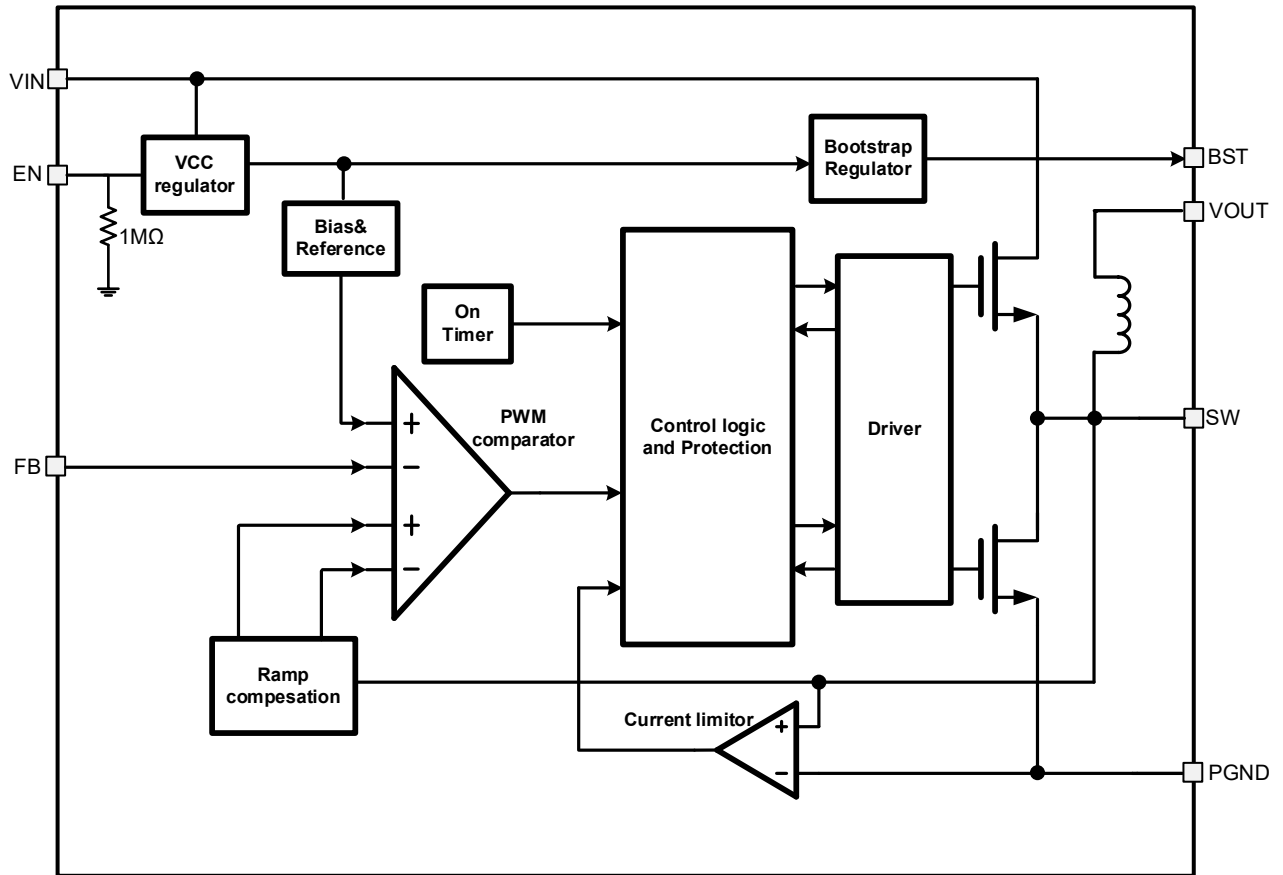 VIN
EN
VCC
regulator
1MΩ
Bias&
Reference
Bootstrap
Regulator
BST
VOUT
On
Timer
PWM
comparator
+
−
+
−
FB
Control logic
and Protection
Driver
SW
Ramp
compesation
Current limitor
+
−
PGND